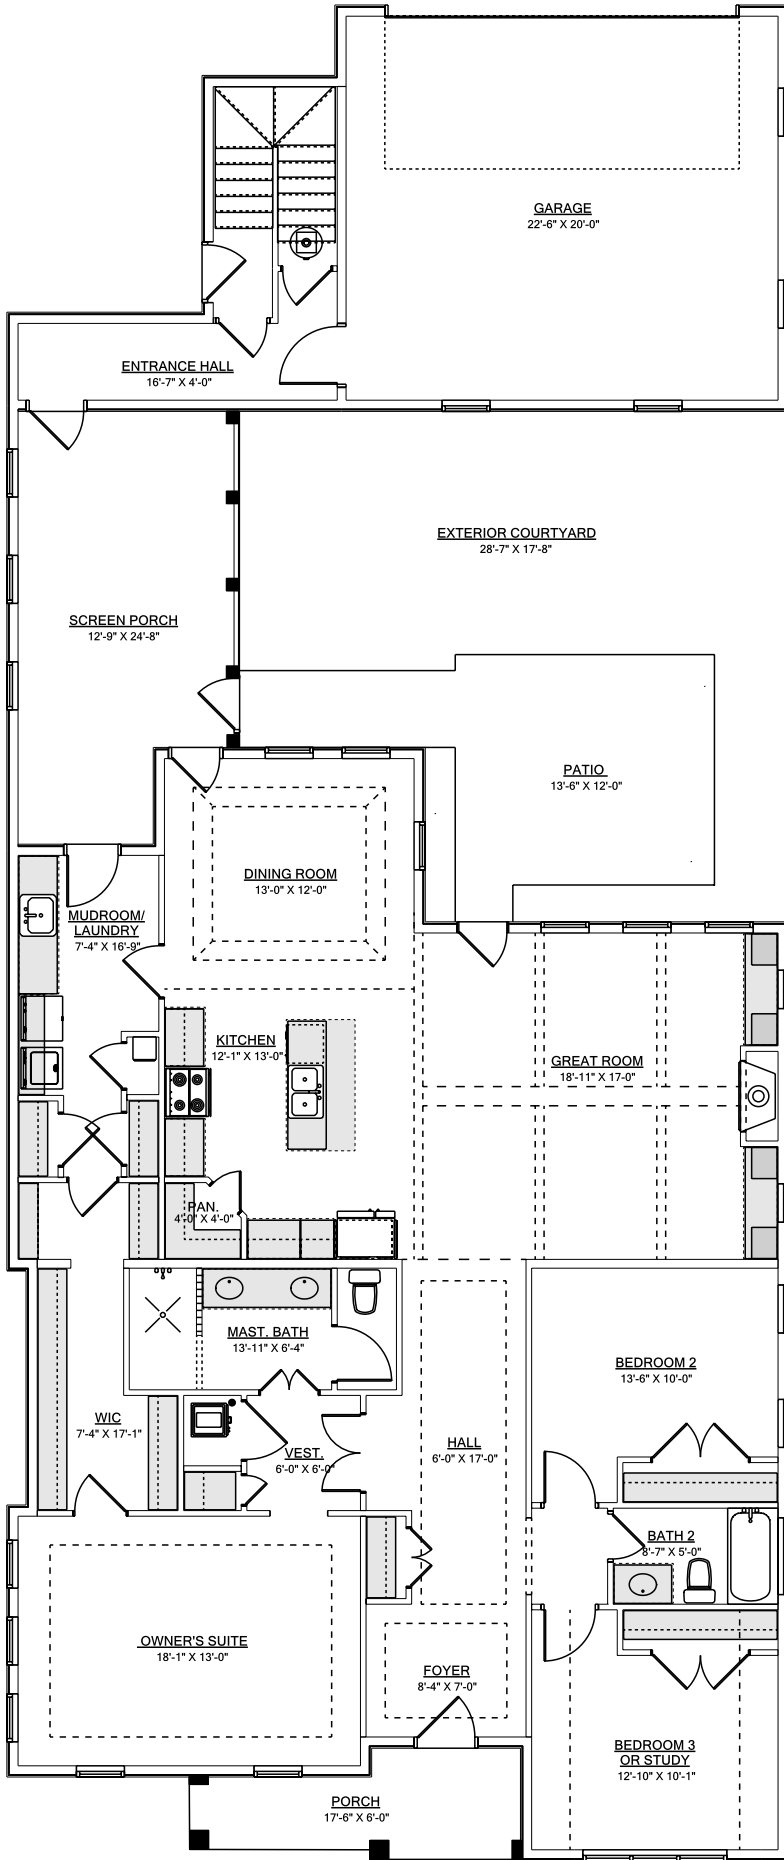 GARAGE
22'-6" X 20'-0"
ENTRANCE HALL
16'-7" X 4'-0"
EXTERIOR COURTYARD
28'-7" X 17'-8"
SCREEN PORCH
12'-9" X 24'-8"
PATIO
13'-6" X 12'-0"
DINING ROOM
13'-0" X 12'-0"
MUDROOM/
LAUNDRY
7'-4" X 16'-9"
KITCHEN
12'-1" X 13'-0"
GREAT ROOM
18'-11" X 17-0"
PAN.
4'-0" X 4'-0"
MAST. BATH
13'-11" X 6'-4"
BEDROOM 2
13'-6" X 10'-0"
WIC
7'-4" X 17'-1"
VEST.
6'-0" X 6'-0"
HALL
6'-0" X 17'-0"
BATH 2
8'-7" X 5'-0"
OWNER'S SUITE
18'-1" X 13'-0"
FOYER
8'-4" X 7'-0"
BEDROOM 3
OR STUDY
12'-10" X 10'-1"
PORCH
17'-6" X 6'-0"